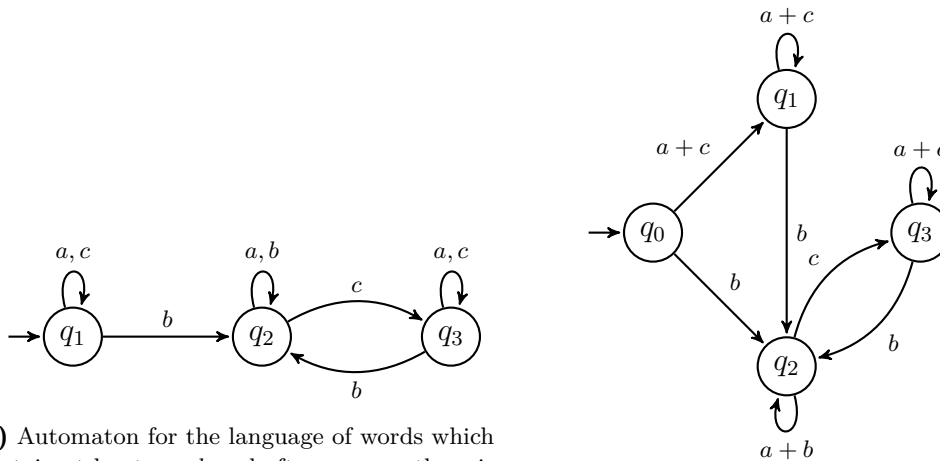 a, c
a, b
a, c
q1
b
q2
c
q3
b
) Automaton for the language of words which
a + c
q1
a + c
a + c
q0
b
c
q3
b
b
q2
a + b